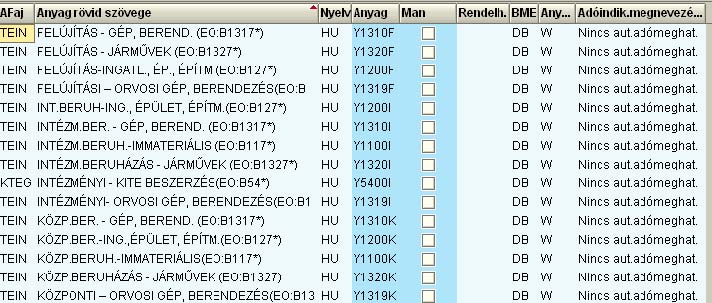 AFaj Anyag rövid szövege Nyelv Anyag Man Rendelh. BME Any... Adóindik.megnevezé...
TEIN FELÚJÍTÁS - GÉP, BEREND. (EO:B1317*) HU Y1310F DB W Nincs aut.adómeghat.
TEIN FELÚJÍTÁS - JÁRMŰVEK (EO:B1327*) HU Y1320F DB W Nincs aut.adómeghat.
TEIN FELÚJÍTÁS-INGATL., ÉP., ÉPÍTM (EO:B127*) HU Y1200F DB W Nincs aut.adómeghat.
TEIN FELÚJÍTÁSI – ORVOSI GÉP, BERENDEZÉS(EO:B HU Y1319F DB W Nincs aut.adómeghat.
TEIN INT.BERUH-ING., ÉPÜLET, ÉPÍTM.(EO:B127*) HU Y1200I DB W Nincs aut.adómeghat.
TEIN INTÉZM.BER. - GÉP, BEREND. (EO:B1317*) HU Y1310I DB W Nincs aut.adómeghat.
TEIN INTÉZM.BERUH.-IMMATERIÁLIS (EO:B117*) HU Y1100I DB W Nincs aut.adómeghat.
TEIN INTÉZM.BERUHÁZÁS - JÁRMŰVEK (EO:B1327*) HU Y1320I DB W Nincs aut.adómeghat.
KTEG INTÉZMÉNYI - KITE BESZERZÉS(EO:B54*) HU Y5400I DB W Nincs aut.adómeghat.
TEIN INTÉZMÉNYI- ORVOSI GÉP, BERENDEZÉS(EO:B1 HU Y1319I DB W Nincs aut.adómeghat.
TEIN KÖZP.BER. - GÉP, BEREND. (EO:B1317*) HU Y1310K DB W Nincs aut.adómeghat.
TEIN KÖZP.BER.-ING.,ÉPÜLET, ÉPÍTM.(EO:B127*) HU Y1200K DB W Nincs aut.adómeghat.
TEIN KÖZP.BERUH.-IMMATERIÁLIS(EO:B117*) HU Y1100K DB W Nincs aut.adómeghat.
TEIN KÖZP.BERUHÁZÁS - JÁRMŰVEK (EO:B1327) HU Y1320K DB W Nincs aut.adómeghat.
TEIN KÖZPONTI – ORVOSI GÉP, BERENDEZÉS(EO:B13 HU Y1319K DB W Nincs aut.adómeghat.